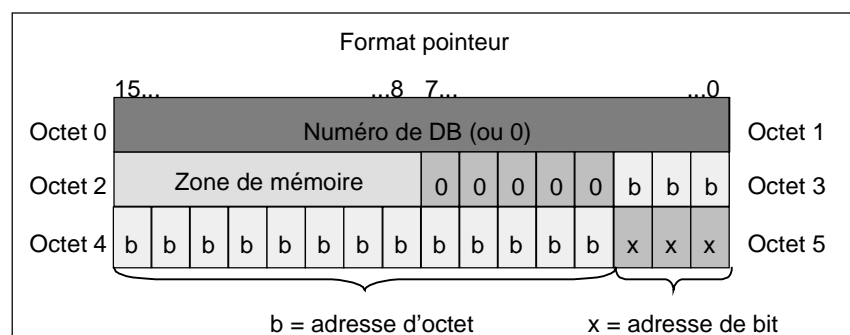 Format pointeur
15... ...8 7... ...0
Octet 0 Numéro de DB (ou 0) Octet 1
Octet 2 Zone de mémoire 0 0 0 0 0 b b b Octet 3
Octet 4 b b b b b b b b b b b b b x x x Octet 5
b = adresse d'octet x = adresse de bit